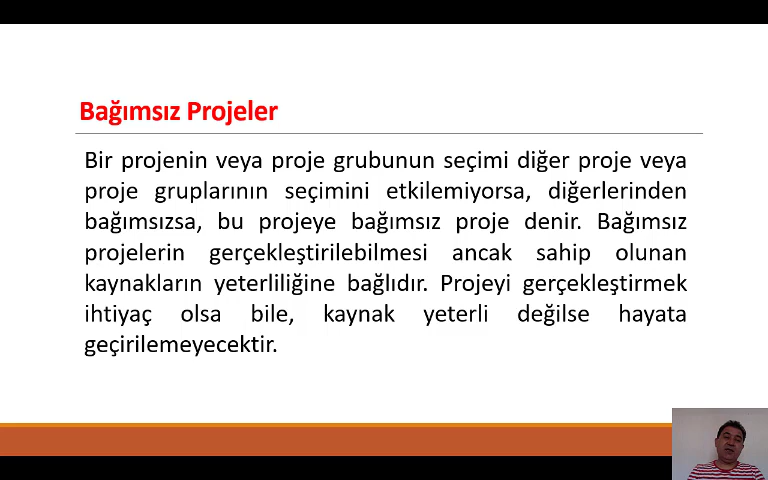 Bağımsız Projeler
Bir projenin veya proje grubunun seçimi diğer proje veya
proje gruplarının seçimini etkilemiyorsa, diğerlerinden
bağımsızsa, bu projeye bağımsız proje denir. Bağımsız
projelerin gerçekleştirilebilmesi ancak sahip olunan
kaynakların yeterliliğine bağlıdır. Projeyi gerçekleştirmek
ihtiyaç olsa bile, kaynak yeterli değilse hayata
geçirilemeyecektir.